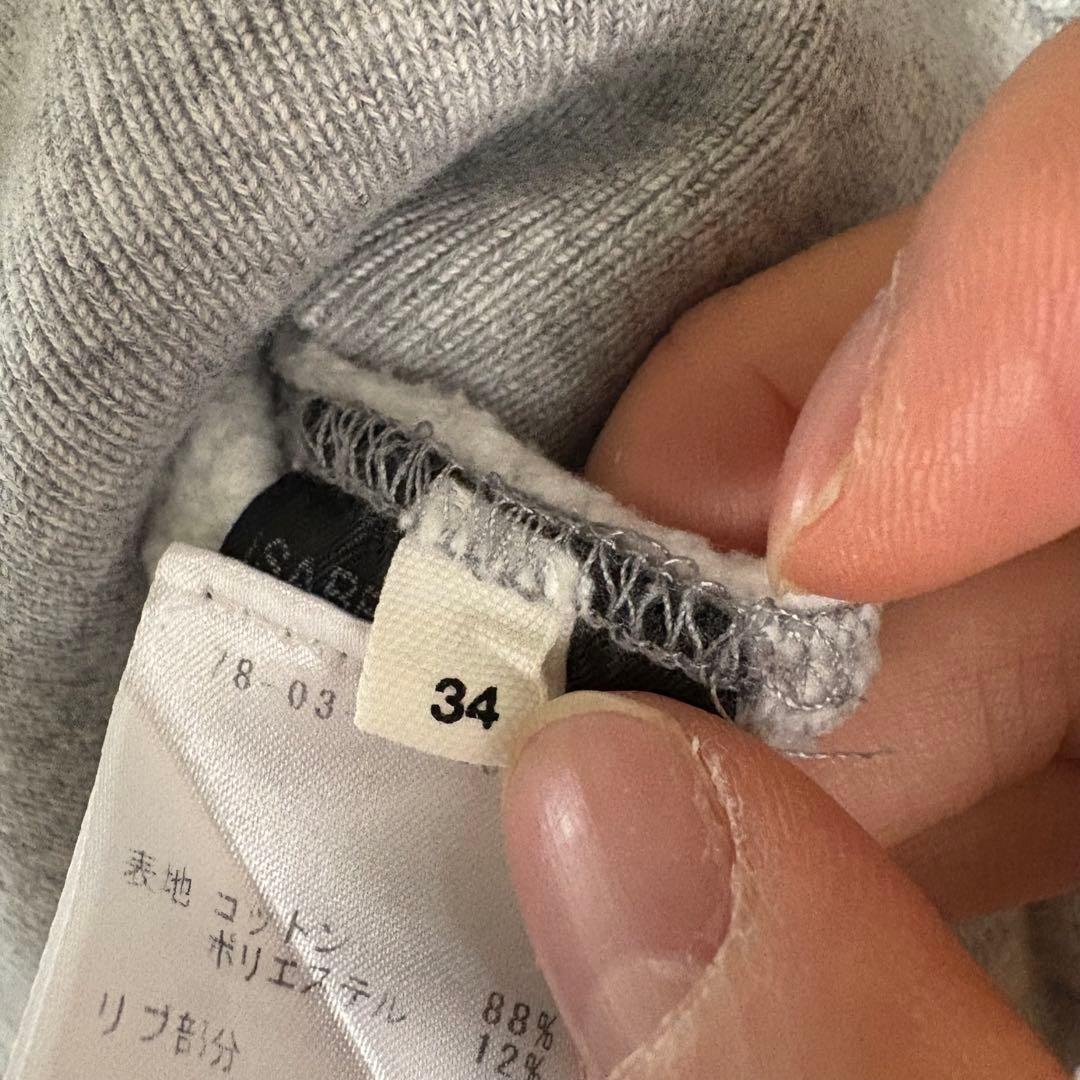 34
8-03
表地 コットン 88%
ポリエステル 12%
リブ部分